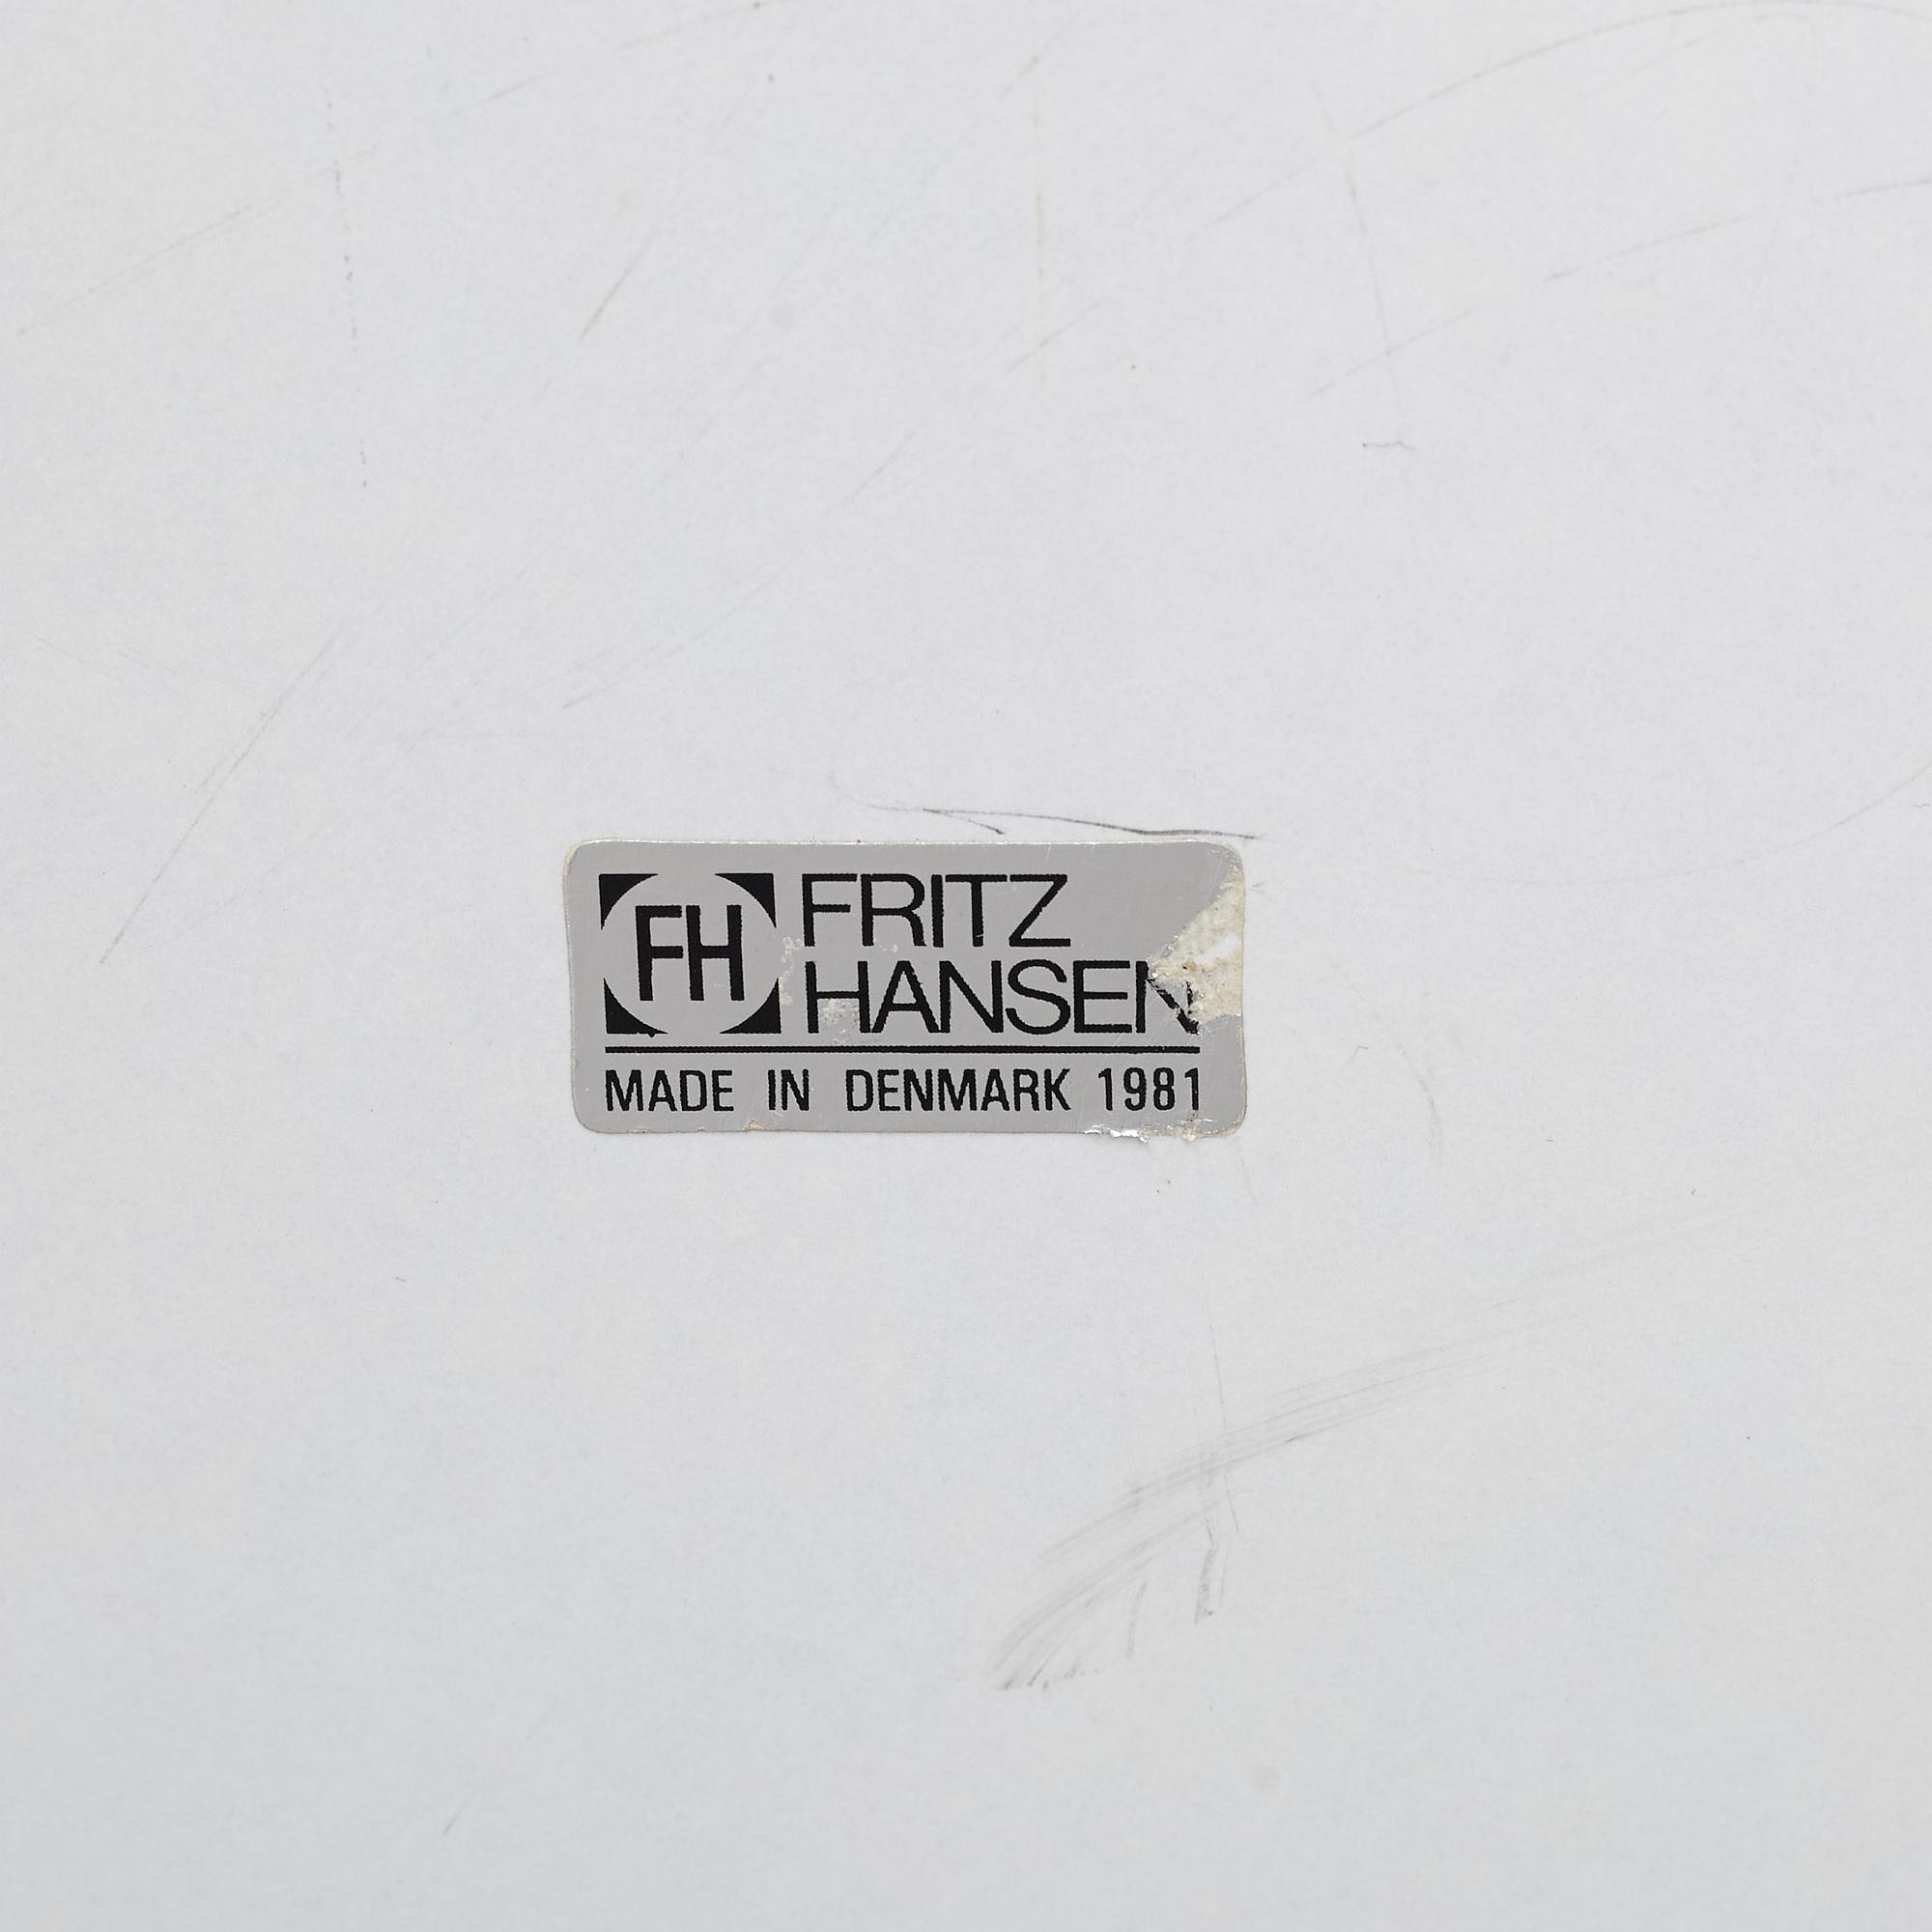 FH
FRITZ
HANSEN
MADE IN DENMARK 1981